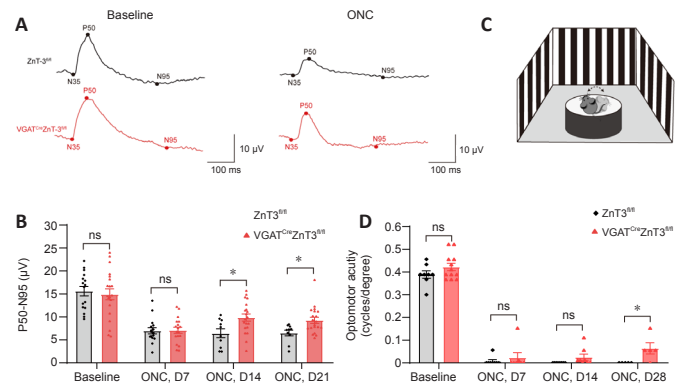 A
Baseline
ONC
C
P50
ZnT-3fl/fl
N35
N95
P50
N35
N95
P50
VGATCreZnT-3fl/fl
N35
N95
10 µV
100 ms
P50
N35
N95
10 µV
100 ms
B
ZnT3fl/fl
VGATCreZnT3fl/fl
P50-N95 (µV)
30
25
20
15
10
5
0
ns
ns
*
*
Baseline
ONC, D7
ONC, D14
ONC, D21
D
ZnT3fl/fl
VGATCreZnT3fl/fl
Optomotor acutiy
(cycles/degree)
0.6
0.4
0.3
0.2
0.1
0
ns
ns
ns
*
Baseline
ONC, D7
ONC, D14
ONC, D28